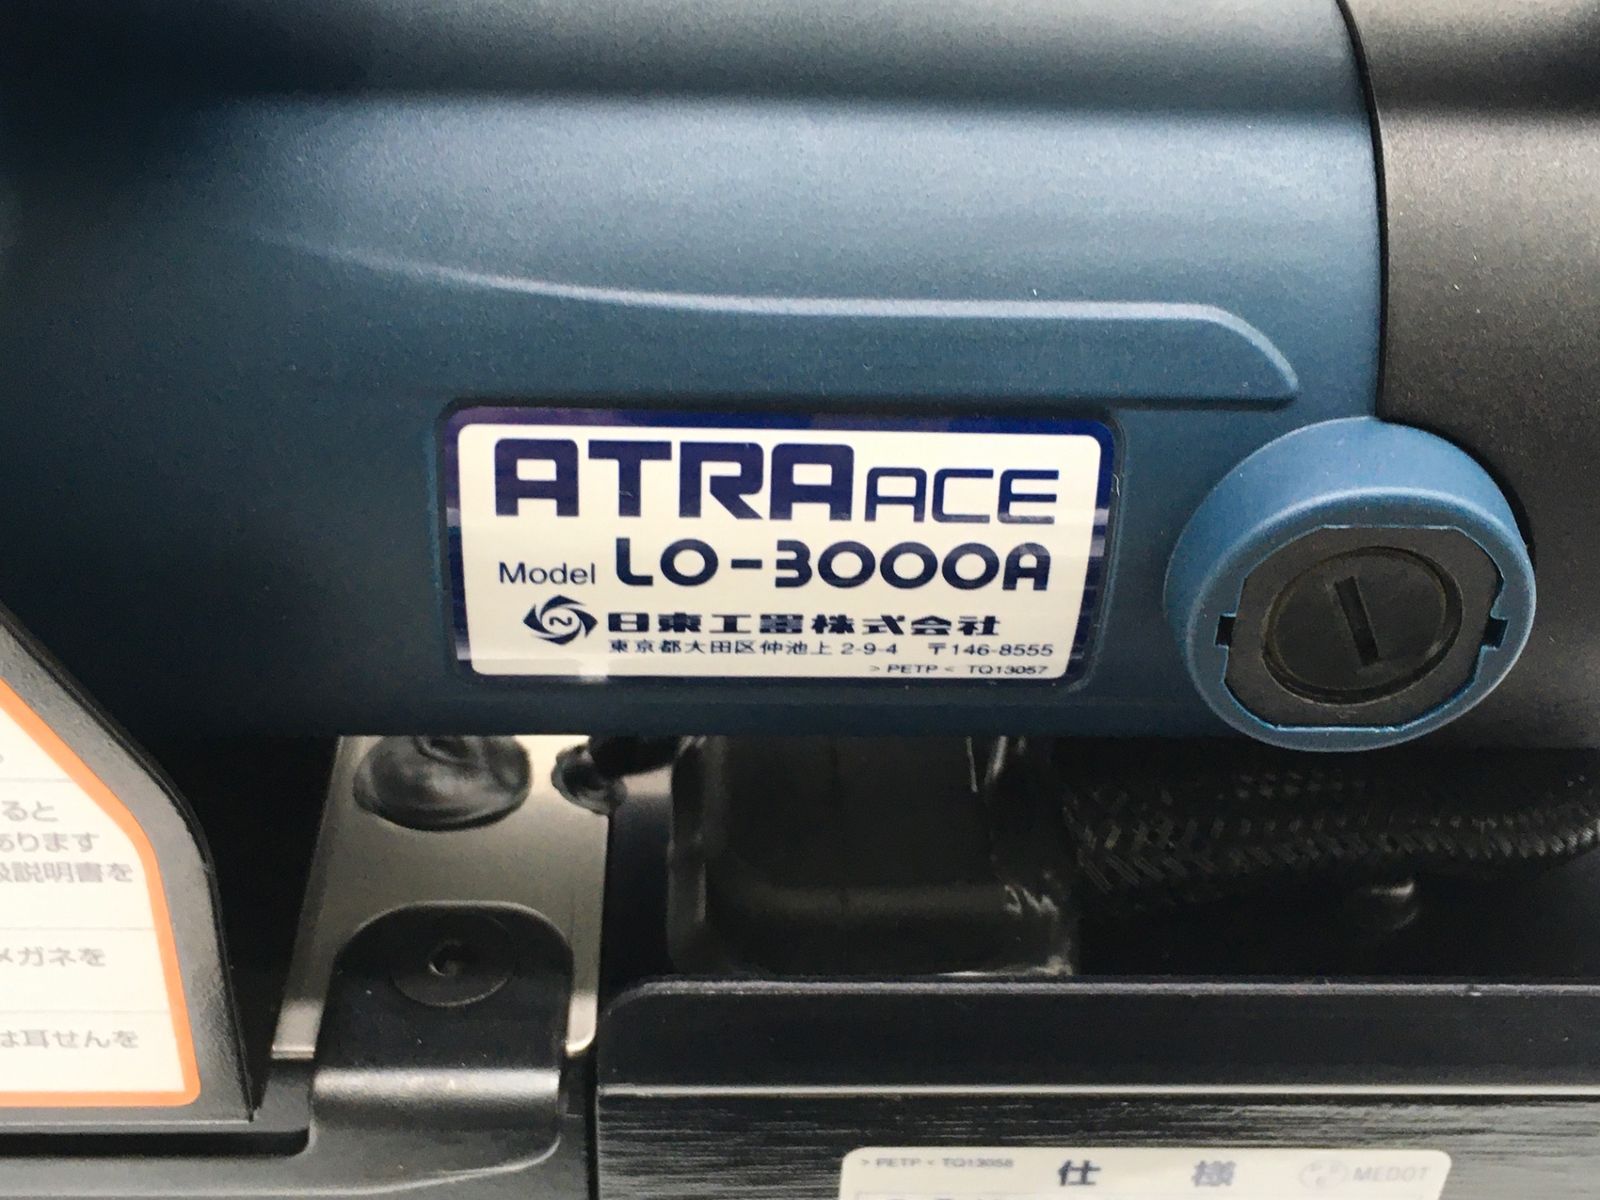 ATRA ACE
Model LO-3000A
日東工器株式会社
東京都大田区仲池上 2-9-4 〒146-8555
> PETP < TQ13057
ると
あります
扱説明書を
メガネを
は耳せんを
> PETP < TQ13058 仕 様 MEDOT